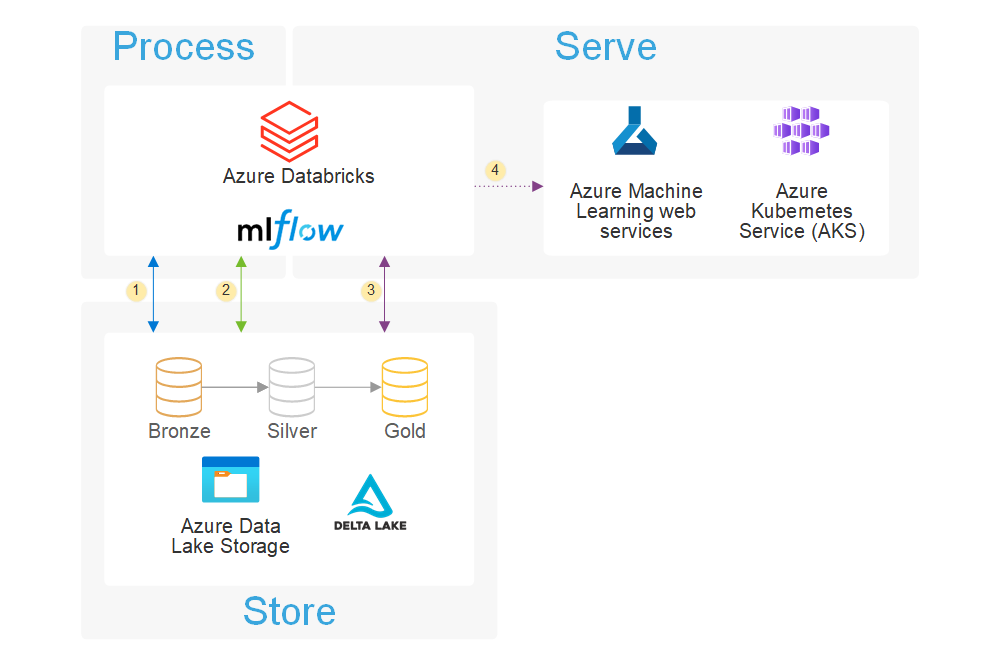 Process
Serve
Azure Databricks
mlflow
4
Azure Machine
Learning web
services
Azure
Kubernetes
Service (AKS)
1
2
3
Bronze
Silver
Gold
Azure Data
Lake Storage
DELTA LAKE
Store